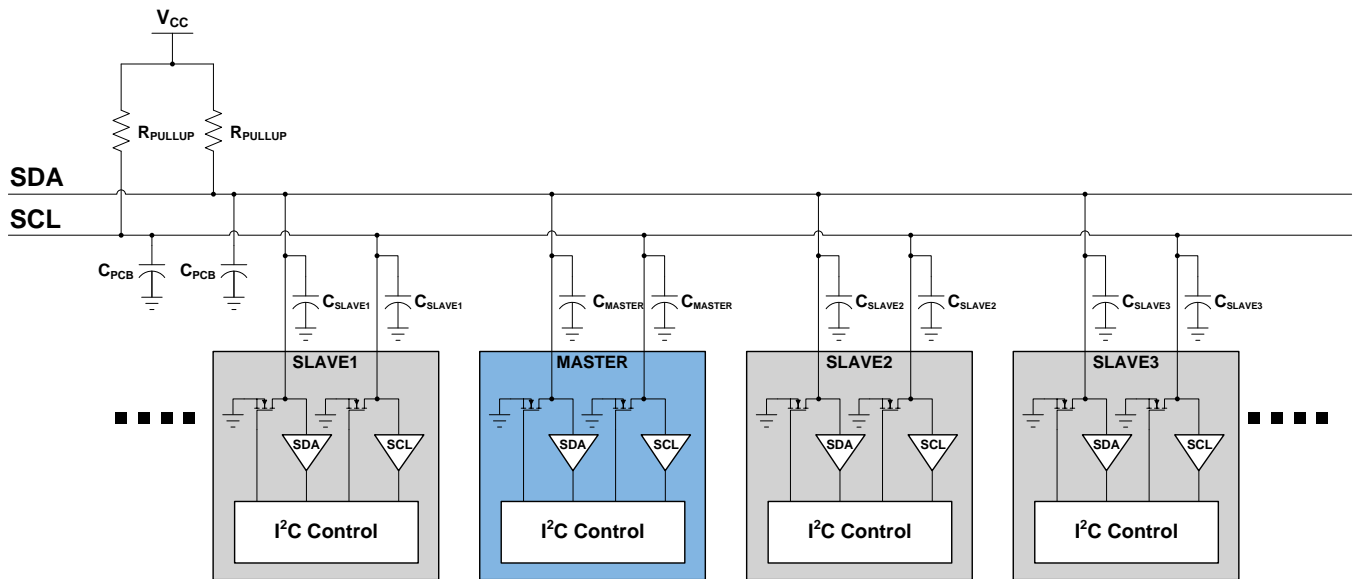 VCC
RPULLUP RPULLUP
SDA
SCL
CPCB CPCB
CSLAVE1 CSLAVE1 CMASTER CMASTER CSLAVE2 CSLAVE2 CSLAVE3 CSLAVE3
SLAVE1 MASTER SLAVE2 SLAVE3
SDA SCL SDA SCL SDA SCL SDA SCL
I²C Control I²C Control I²C Control I²C Control